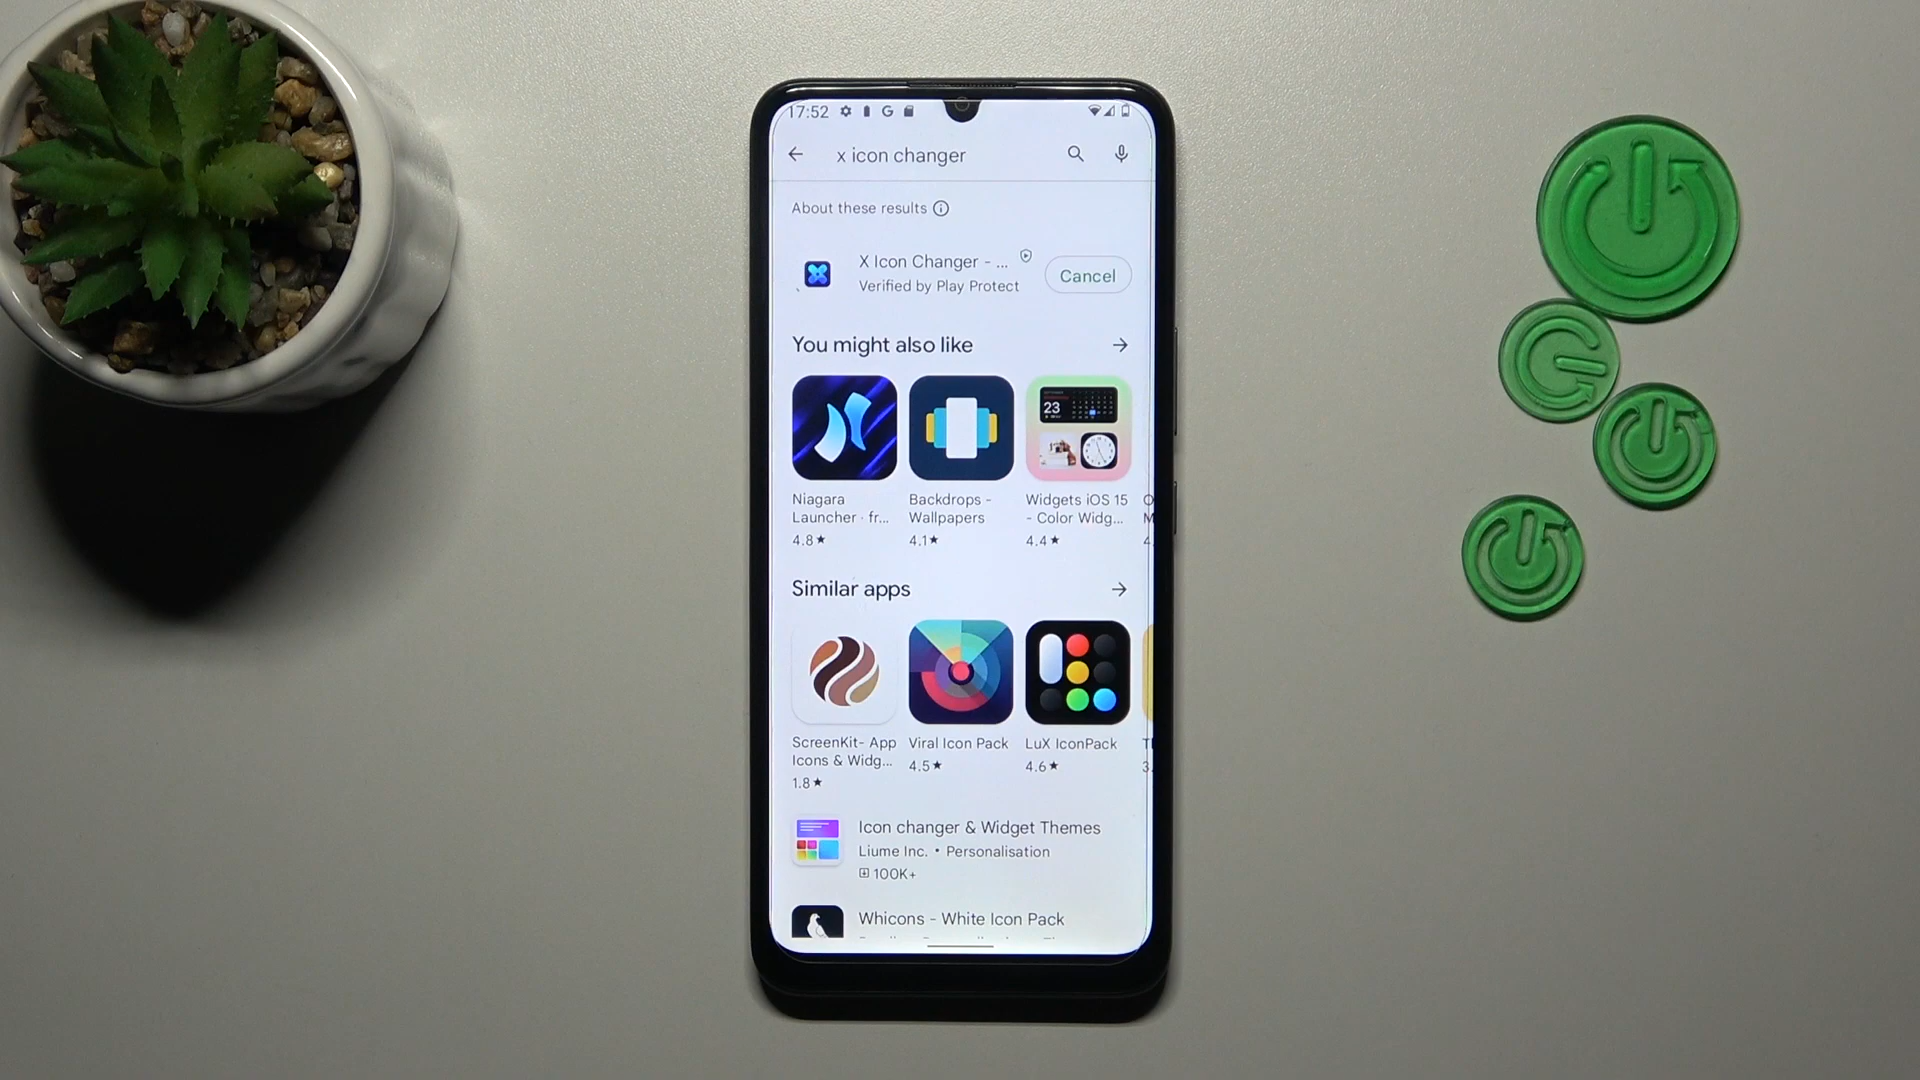 17:52
x icon changer
About these results
X Icon Changer - ...
Verified by Play Protect
Cancel
You might also like
23
Niagara
Launcher · fr...
4.8★
Backdrops -
Wallpapers
4.1★
Widgets iOS 15
- Color Widg...
4.4★
Similar apps
ScreenKit- App
Icons & Widg...
1.8★
Viral Icon Pack
4.5★
LuX IconPack
4.6★
Icon changer & Widget Themes
Liume Inc. • Personalisation
100K+
Whicons - White Icon Pack